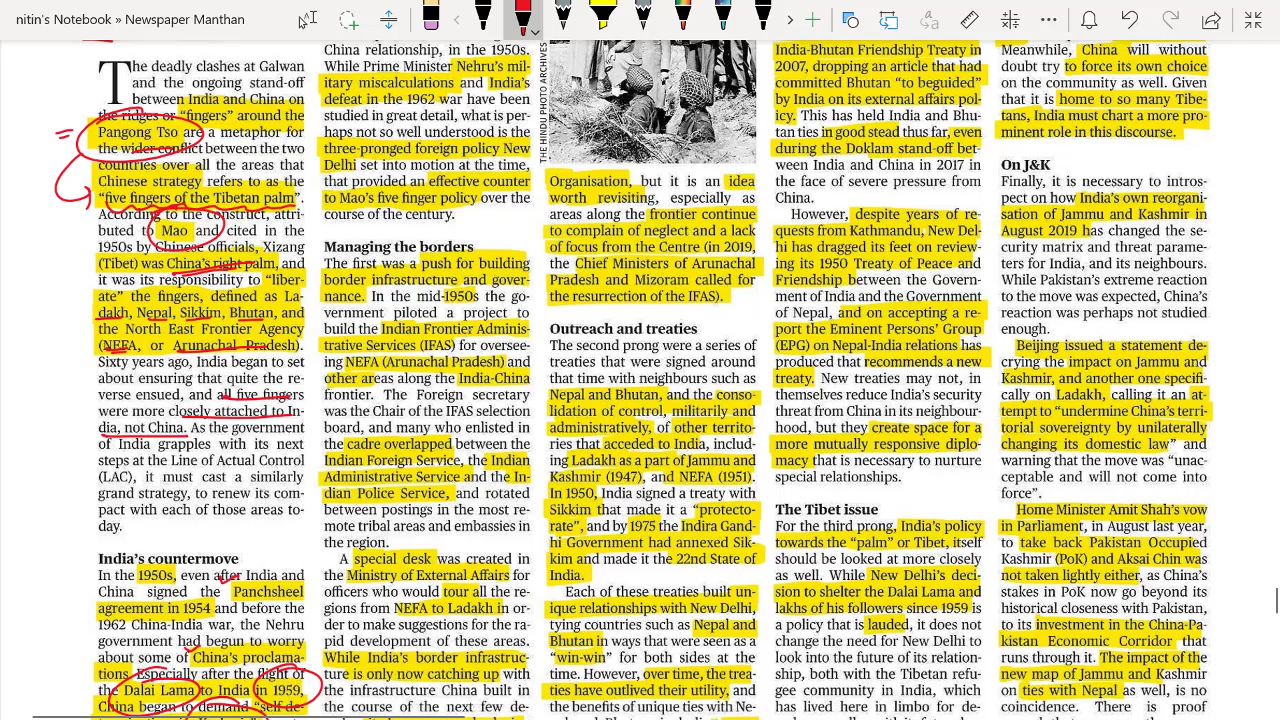 nitin's Notebook » Newspaper Manthan
The deadly clashes at Galwan
and the ongoing stand-off
between India and China on
the ridges or “fingers” around the
Pangong Tso are a metaphor for
the wider conflict between the two
countries over all the areas that
Chinese strategy refers to as the
“five fingers of the Tibetan palm”.
According to the construct, attri-
buted to Mao and cited in the
1950s by Chinese officials, Xizang
(Tibet) was China’s right palm, and
it was its responsibility to “liber-
ate” the fingers, defined as La-
dakh, Nepal, Sikkim, Bhutan, and
the North East Frontier Agency
(NEFA, or Arunachal Pradesh).
Sixty years ago, India began to set
about ensuring that quite the re-
verse ensued, and all five fingers
were more closely attached to In-
dia, not China. As the government
of India grapples with its next
steps at the Line of Actual Control
(LAC), it must cast a similarly
grand strategy, to renew its com-
pact with each of those areas to-
day.
India’s countermove
In the 1950s, even after India and
China signed the Panchsheel
agreement in 1954 and before the
1962 China-India war, the Nehru
government had begun to worry
about some of China’s proclama-
tions. Especially after the flight of
the Dalai Lama to India in 1959,
China began to demand “self-de-
China relationship, in the 1950s.
While Prime Minister Nehru’s mil-
itary miscalculations and India’s
defeat in the 1962 war have been
studied in great detail, what is per-
haps not so well understood is the
three-pronged foreign policy New
Delhi set into motion at the time,
that provided an effective counter
to Mao’s five finger policy over the
course of the century.
Managing the borders
The first was a push for building
border infrastructure and gover-
nance. In the mid-1950s the go-
vernment piloted a project to
build the Indian Frontier Adminis-
trative Services (IFAS) for oversee-
ing NEFA (Arunachal Pradesh) and
other areas along the India-China
frontier. The Foreign secretary
was the Chair of the IFAS selection
board, and many who enlisted in
the cadre overlapped between the
Indian Foreign Service, the Indian
Administrative Service and the In-
dian Police Service, and rotated
between postings in the most re-
mote tribal areas and embassies in
the region.
A special desk was created in
the Ministry of External Affairs for
officers who would tour all the re-
gions from NEFA to Ladakh in or-
der to make suggestions for the ra-
pid development of these areas.
While India’s border infrastruc-
ture is only now catching up with
the infrastructure China built in
the course of the next few de-
THE HINDU PHOTO ARCHIVES
Organisation, but it is an idea
worth revisiting, especially as
areas along the frontier continue
to complain of neglect and a lack
of focus from the Centre (in 2019,
the Chief Ministers of Arunachal
Pradesh and Mizoram called for
the resurrection of the IFAS).
Outreach and treaties
The second prong were a series of
treaties that were signed around
that time with neighbours such as
Nepal and Bhutan, and the conso-
lidation of control, militarily and
administratively, of other territo-
ries that acceded to India, includ-
ing Ladakh as a part of Jammu and
Kashmir (1947), and NEFA (1951).
In 1950, India signed a treaty with
Sikkim that made it a “protecto-
rate”, and by 1975 the Indira Gand-
hi Government had annexed Sik-
kim and made it the 22nd State of
India.
Each of these treaties built un-
ique relationships with New Delhi,
tying countries such as Nepal and
Bhutan in ways that were seen as a
“win-win” for both sides at the
time. However, over time, the trea-
ties have outlived their utility, and
the benefits of unique ties with Ne-
India-Bhutan Friendship Treaty in
2007, dropping an article that had
committed Bhutan “to beguided”
by India on its external affairs pol-
icy. This has held India and Bhu-
tan ties in good stead thus far, even
during the Doklam stand-off bet-
ween India and China in 2017 in
the face of severe pressure from
China.
However, despite years of re-
quests from Kathmandu, New Del-
hi has dragged its feet on review-
ing its 1950 Treaty of Peace and
Friendship between the Govern-
ment of India and the Government
of Nepal, and on accepting a re-
port the Eminent Persons’ Group
(EPG) on Nepal-India relations has
produced that recommends a new
treaty. New treaties may not, in
themselves reduce India’s security
threat from China in its neighbour-
hood, but they create space for a
more mutually responsive diplo-
macy that is necessary to nurture
special relationships.
The Tibet issue
For the third prong, India’s policy
towards the “palm” or Tibet, itself
should be looked at more closely
as well. While New Delhi’s deci-
sion to shelter the Dalai Lama and
lakhs of his followers since 1959 is
a policy that is lauded, it does not
change the need for New Delhi to
look into the future of its relation-
ship, both with the Tibetan refu-
gee community in India, which
has lived here in limbo for de-
Meanwhile, China will without
doubt try to force its own choice
on the community as well. Given
that it is home to so many Tibe-
tans, India must chart a more pro-
minent role in this discourse.
On J&K
Finally, it is necessary to intros-
pect on how India’s own reorgani-
sation of Jammu and Kashmir in
August 2019 has changed the
security matrix and threat parame-
ters for India, and its neighbours.
While Pakistan’s extreme reaction
to the move was expected, China’s
reaction was perhaps not studied
enough.
Beijing issued a statement de-
crying the impact on Jammu and
Kashmir, and another one specifi-
cally on Ladakh, calling it an at-
tempt to “undermine China’s terri-
torial sovereignty by unilaterally
changing its domestic law” and
warning that the move was “unac-
ceptable and will not come into
force”.
Home Minister Amit Shah’s vow
in Parliament, in August last year,
to take back Pakistan Occupied
Kashmir (PoK) and Aksai Chin was
not taken lightly either, as China’s
stakes in PoK now go beyond its
historical closeness with Pakistan,
to its investment in the China-Pa-
kistan Economic Corridor that
runs through it. The impact of the
new map of Jammu and Kashmir
on ties with Nepal as well, is no
coincidence. There is proof